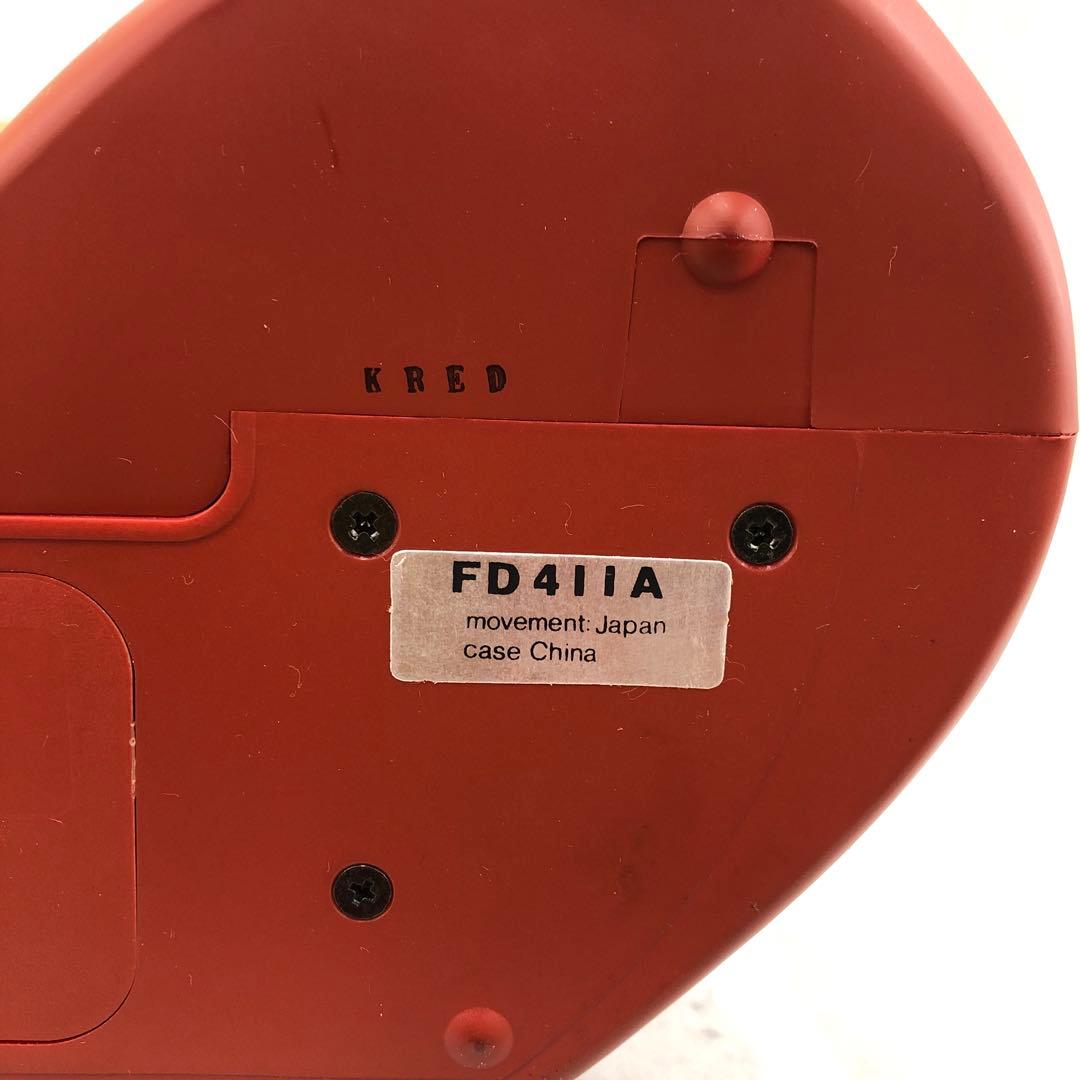 KRED
FD411A
movement: Japan
case China